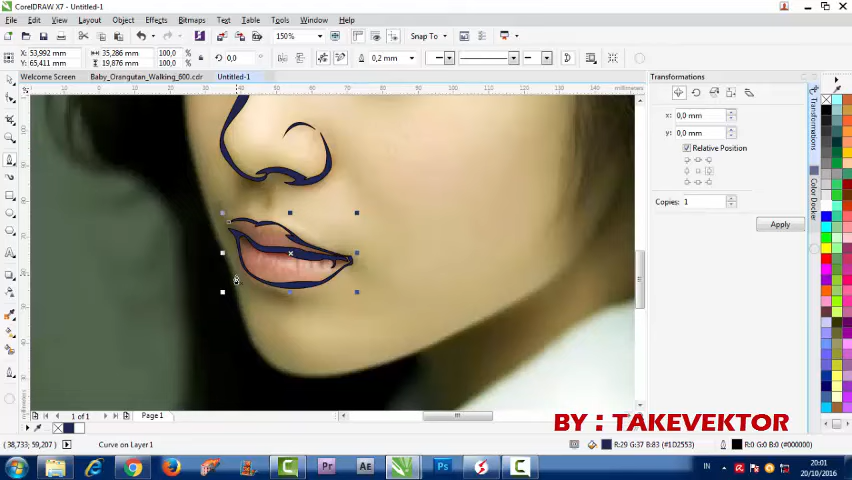 CorelDRAW X7 - Untitled-1
File Edit View Layout Object Effects Bitmaps Text Table Tools Window Help
150% Snap To
X: 53,992 mm 35,286 mm 100,0 % 0,0 0,2 mm
Y: 65,411 mm 19,876 mm 100,0 %
Welcome Screen Baby_Orangutan_Walking_600.cdr Untitled-1
Transformations
millimeters
x: 0,0 mm
y: 0,0 mm
Relative Position
Copies: 1
Apply
Transformations
Color Docker
1 of 1 Page 1
BY : TAKEVEKTOR
(38,733; 59,207) Curve on Layer 1 R:29 G:37 B:83 (#1D2553) R:0 G:0 B:0 (#000000)
Pr Ae Ps IN 20:01
20/10/2016